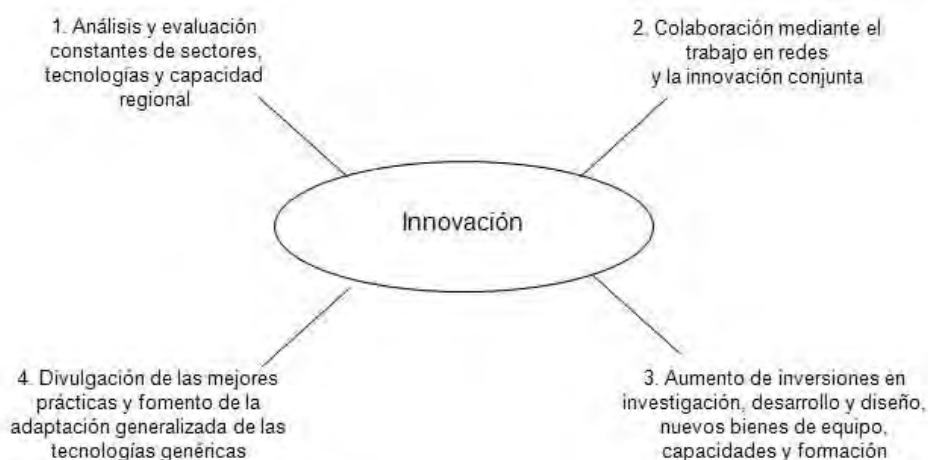 1. Análisis y evaluación
constantes de sectores,
tecnologías y capacidad
regional
2. Colaboración mediante el
trabajo en redes
y la innovación conjunta
Innovación
4. Divulgación de las mejores
prácticas y fomento de la
adaptación generalizada de las
tecnologías genéricas
3. Aumento de inversiones en
investigación, desarrollo y diseño,
nuevos bienes de equipo,
capacidades y formación